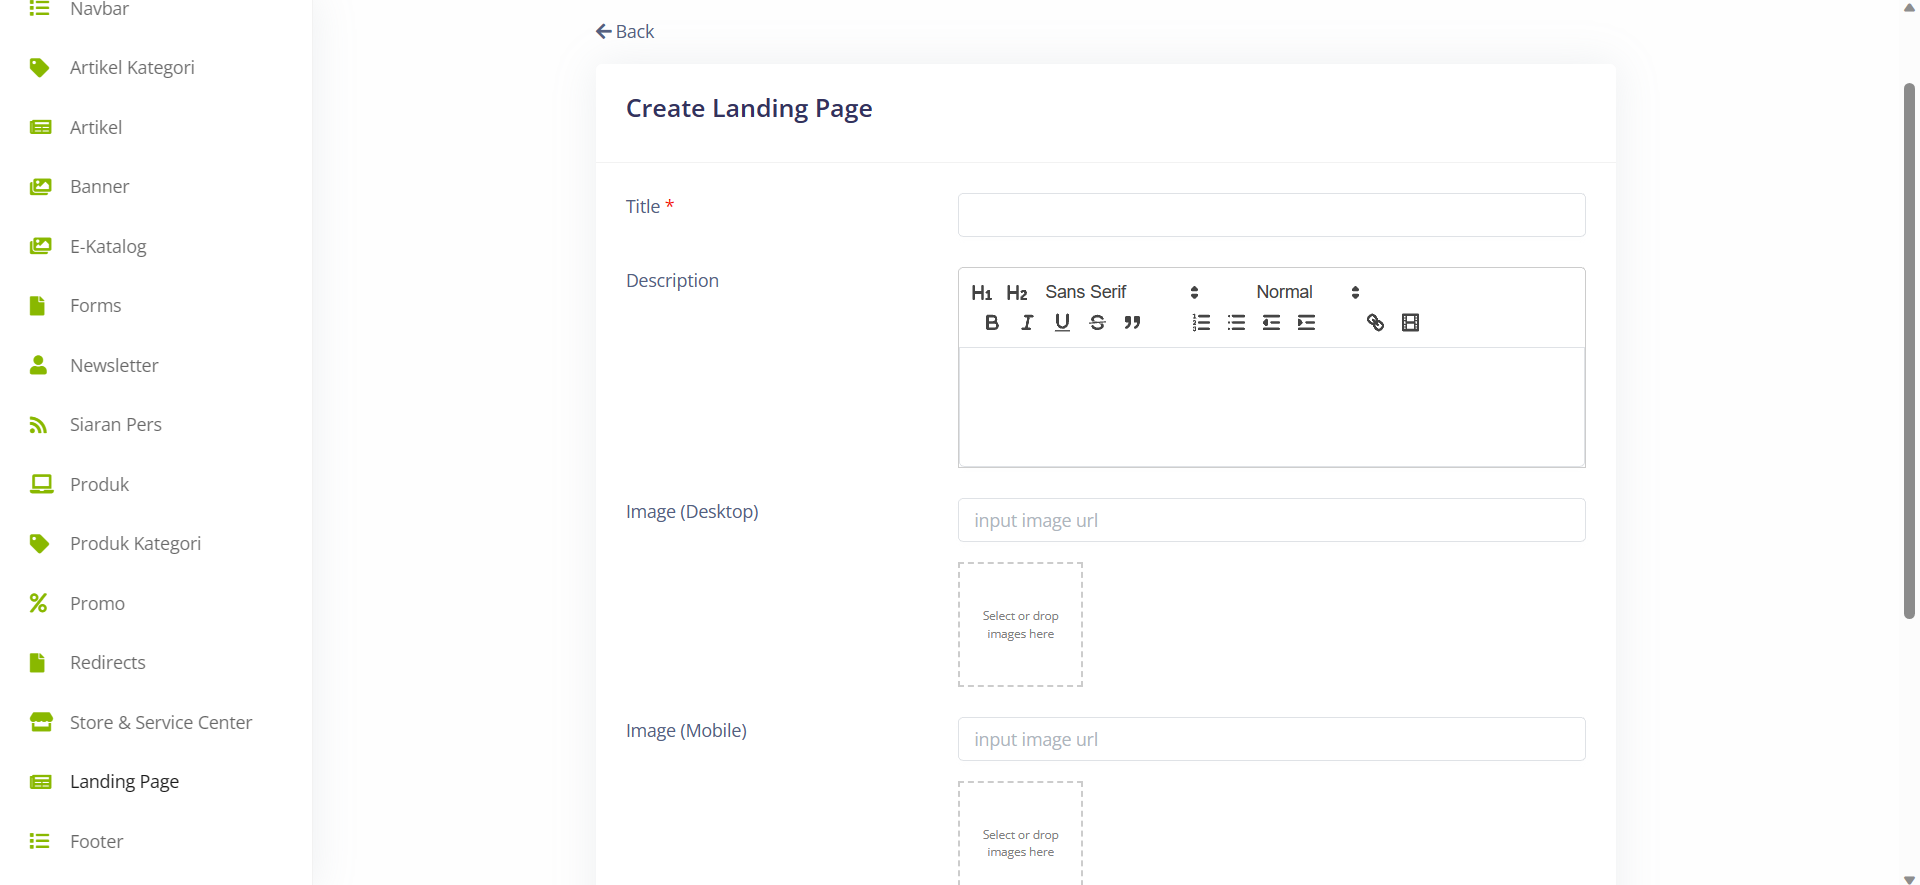 Navbar
Artikel Kategori
Artikel
Banner
E-Katalog
Forms
Newsletter
Siaran Pers
Produk
Produk Kategori
Promo
Redirects
Store & Service Center
Landing Page
Footer
Back
Create Landing Page
Title *
Description
H1 H2 Sans Serif Normal
B I U S
Image (Desktop)
input image url
Select or drop
images here
Image (Mobile)
input image url
Select or drop
images here